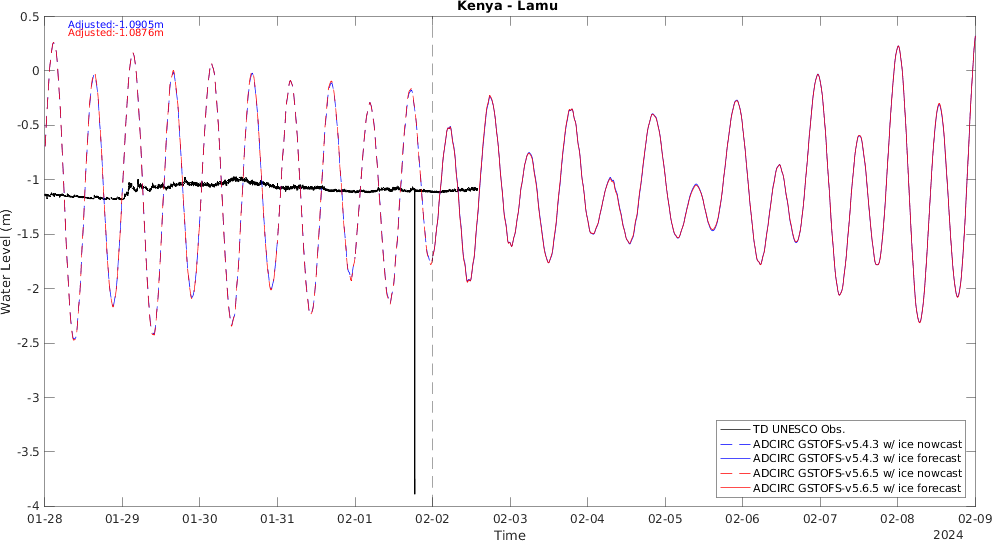 Kenya - Lamu
Adjusted:-1.0905m
Adjusted:-1.0876m
Water Level (m)
0.5
0
-0.5
-1
-1.5
-2
-2.5
-3
-3.5
-4
TD UNESCO Obs.
ADCIRC GSTOFS-v5.4.3 w/ ice nowcast
ADCIRC GSTOFS-v5.4.3 w/ ice forecast
ADCIRC GSTOFS-v5.6.5 w/ ice nowcast
ADCIRC GSTOFS-v5.6.5 w/ ice forecast
01-28 01-29 01-30 01-31 02-01 02-02 02-03 02-04 02-05 02-06 02-07 02-08 02-09
Time
2024